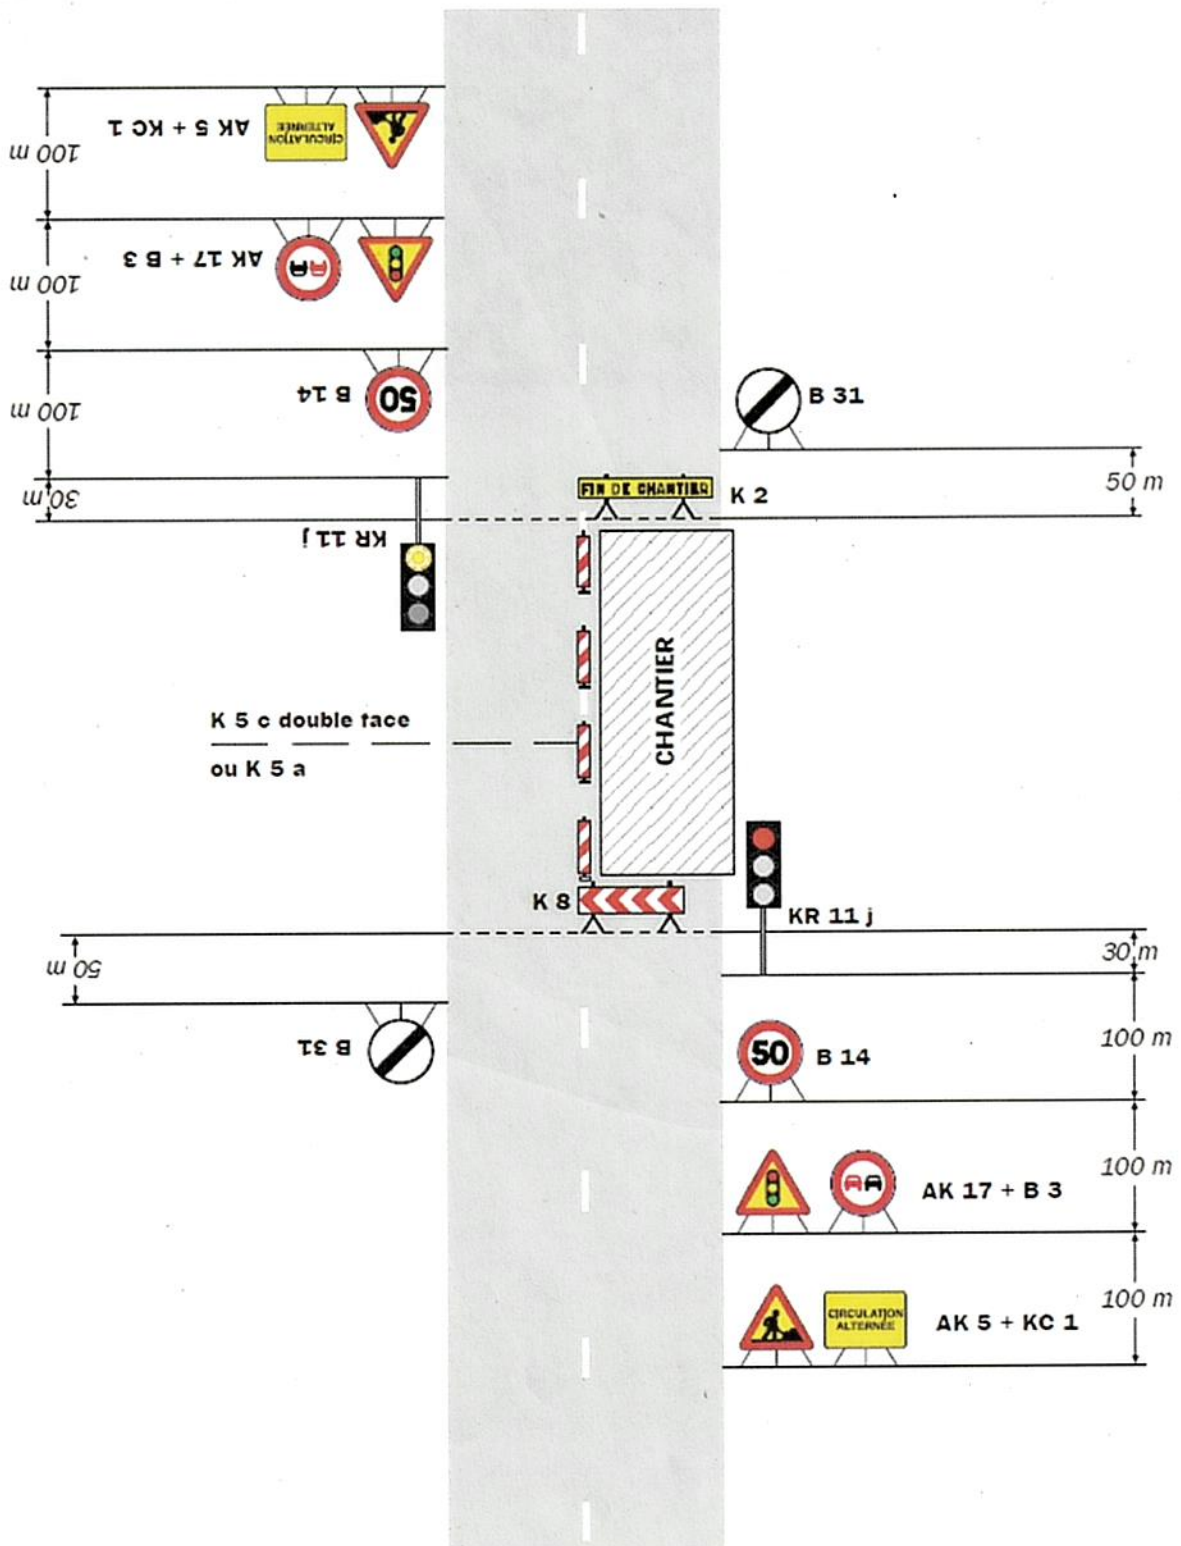 100 m
AK 5 + KC 1
CIRCULATION
ALTERNÉE
100 m
AK 17 + B 3
100 m
B 14
50
B 31
30 m
KR 11 j
FIN DE CHANTIER
K 2
50 m
CHANTIER
K 5 c double face
ou K 5 a
K 8
KR 11 j
50 m
30 m
B 31
50
B 14
100 m
AK 17 + B 3
100 m
CIRCULATION
ALTERNÉE
AK 5 + KC 1
100 m